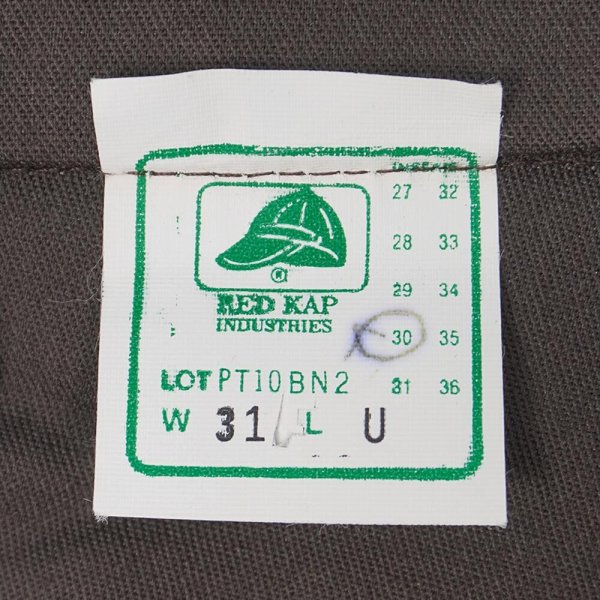 INSEAM
27 32
28 33
29 34
30 35
31 36
®
RED KAP
INDUSTRIES
LOT PT10BN2
W 31 L U